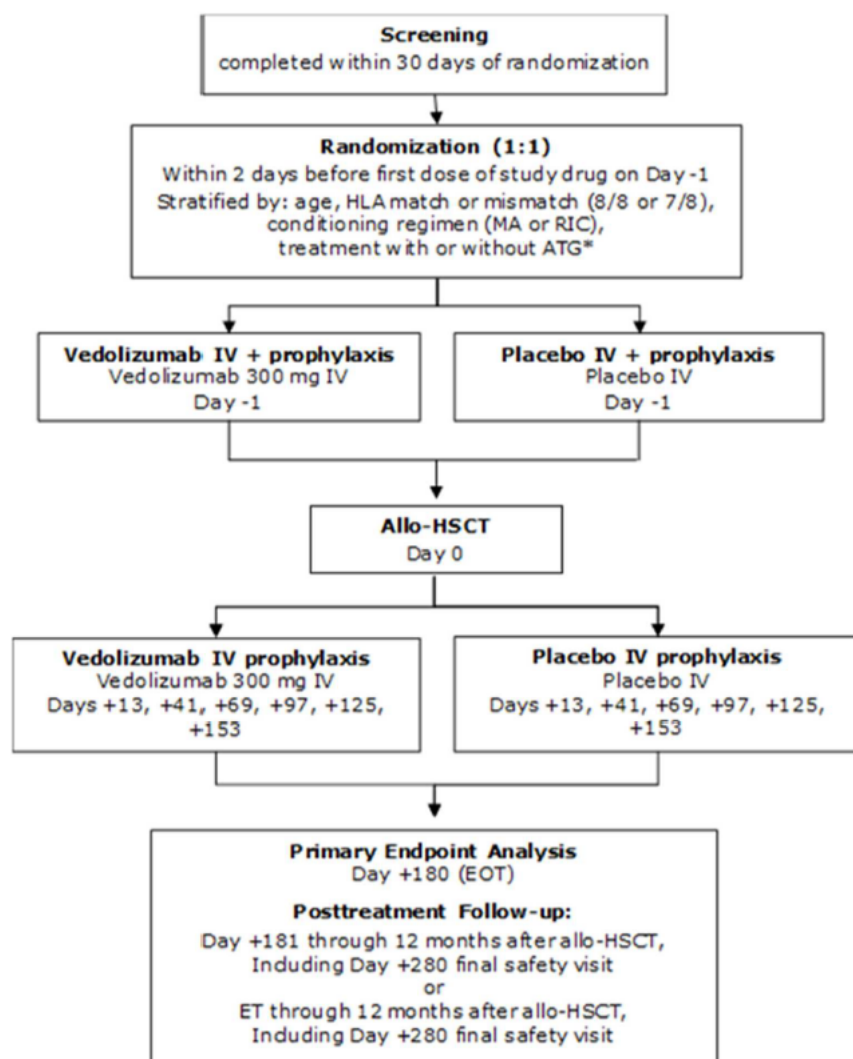 Screening
completed within 30 days of randomization
Randomization (1:1)
Within 2 days before first dose of study drug on Day -1
Stratified by: age, HLA match or mismatch (8/8 or 7/8),
conditioning regimen (MA or RIC),
treatment with or without ATG*
Vedolizumab IV + prophylaxis
Vedolizumab 300 mg IV
Day -1
Placebo IV + prophylaxis
Placebo IV
Day -1
Allo-HSCT
Day 0
Vedolizumab IV prophylaxis
Vedolizumab 300 mg IV
Days +13, +41, +69, +97, +125,
+153
Placebo IV prophylaxis
Placebo IV
Days +13, +41, +69, +97, +125,
+153
Primary Endpoint Analysis
Day +180 (EOT)
Posttreatment Follow-up:
Day +181 through 12 months after allo-HSCT,
Including Day +280 final safety visit
or
ET through 12 months after allo-HSCT,
Including Day +280 final safety visit